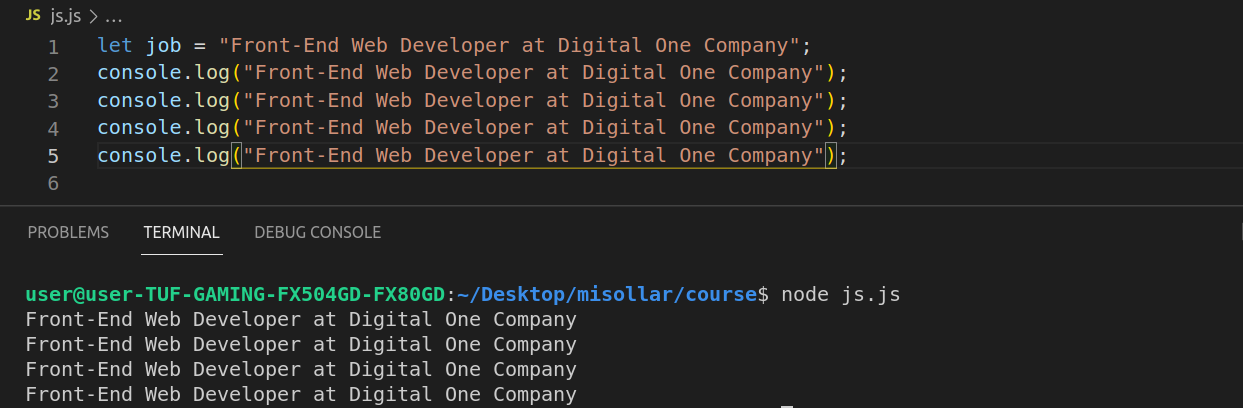 JS js.js > ...
1 let job = "Front-End Web Developer at Digital One Company";
2 console.log("Front-End Web Developer at Digital One Company");
3 console.log("Front-End Web Developer at Digital One Company");
4 console.log("Front-End Web Developer at Digital One Company");
5 console.log("Front-End Web Developer at Digital One Company");
6
PROBLEMS TERMINAL DEBUG CONSOLE
user@user-TUF-GAMING-FX504GD-FX80GD:~/Desktop/misollar/course$ node js.js
Front-End Web Developer at Digital One Company
Front-End Web Developer at Digital One Company
Front-End Web Developer at Digital One Company
Front-End Web Developer at Digital One Company